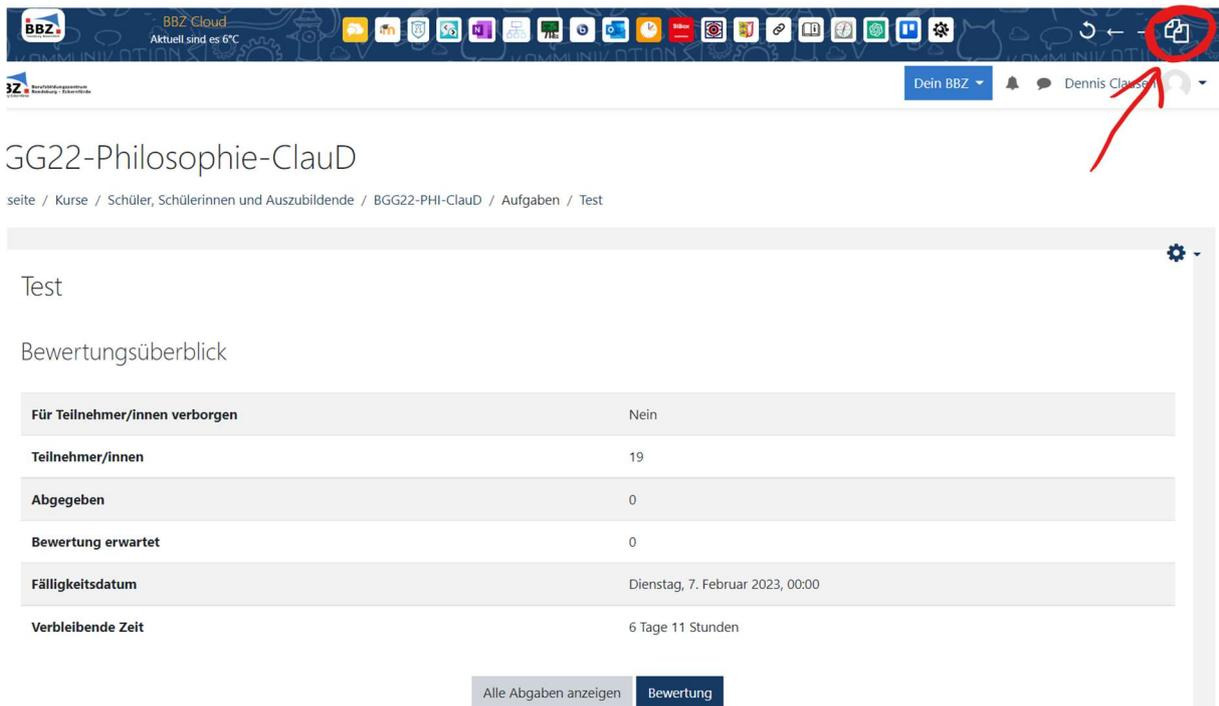 BBZ.
BBZ Cloud
Aktuell sind es 6°C
Dein BBZ
Dennis Clausen
GG22-Philosophie-ClauD
seite / Kurse / Schüler, Schülerinnen und Auszubildende / BGG22-PHI-ClauD / Aufgaben / Test
Test
Bewertungsüberblick
Für Teilnehmer/innen verborgen Nein
Teilnehmer/innen 19
Abgegeben 0
Bewertung erwartet 0
Fälligkeitsdatum Dienstag, 7. Februar 2023, 00:00
Verbleibende Zeit 6 Tage 11 Stunden
Alle Abgaben anzeigen Bewertung